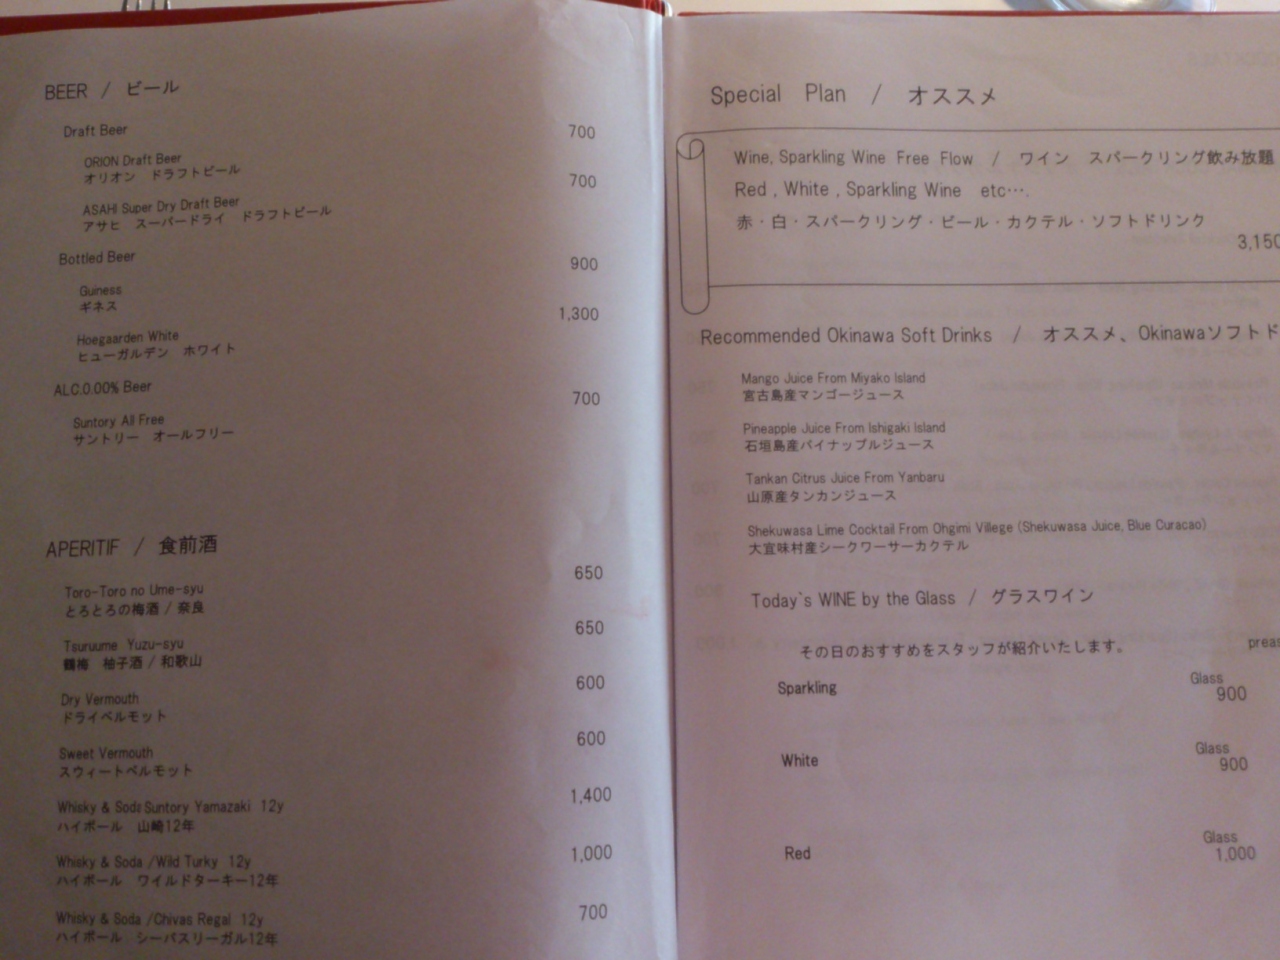 BEER / ビール
Draft Beer
700
ORION Draft Beer
オリオン ドラフトビール
700
ASAHI Super Dry Draft Beer
アサヒ スーパードライ ドラフトビール
Bottled Beer
900
Guiness
ギネス
1,300
Hoegaarden White
ヒューガルデン ホワイト
ALC.0.00% Beer
700
Suntory All Free
サントリー オールフリー
APERITIF / 食前酒
650
Toro-Toro no Ume-syu
とろとろの梅酒 / 奈良
650
Tsuruume Yuzu-syu
鶴梅 柚子酒 / 和歌山
600
Dry Vermouth
ドライベルモット
600
Sweet Vermouth
スウィートベルモット
1,400
Whisky & Soda Suntory Yamazaki 12y
ハイボール 山崎12年
1,000
Whisky & Soda /Wild Turky 12y
ハイボール ワイルドターキー12年
700
Whisky & Soda /Chivas Regal 12y
ハイボール シーバスリーガル12年
Special Plan / オススメ
Wine, Sparkling Wine Free Flow / ワイン スパークリング飲み放題
Red , White , Sparkling Wine etc….
赤・白・スパークリング・ビール・カクテル・ソフトドリンク
3,150
Recommended Okinawa Soft Drinks / オススメ、Okinawaソフトド
Mango Juice From Miyako Island
宮古島産マンゴージュース
Pineapple Juice From Ishigaki Island
石垣島産パイナップルジュース
Tankan Citrus Juice From Yanbaru
山原産タンカンジュース
Shekuwasa Lime Cocktail From Ohgimi Villege (Shekuwasa Juice, Blue Curacao)
大宜味村産シークワーサーカクテル
Today`s WINE by the Glass / グラスワイン
その日のおすすめをスタッフが紹介いたします。 preas
Sparkling
Glass
900
White
Glass
900
Red
Glass
1,000